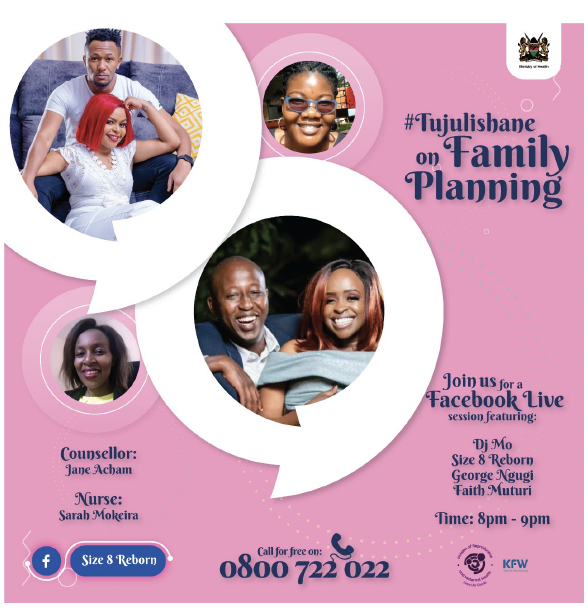 Ministry of Health
#Tujulishane
on Family
Planning
Join us for a
Facebook Live
session featuring:
Dj Mo
Size 8 Reborn
George Ngugi
Faith Muturi
Time: 8pm - 9pm
Counsellor:
Jane Acham
Nurse:
Sarah Mokeira
f
Size 8 Reborn
Call for free on:
0800 722 022
KFW